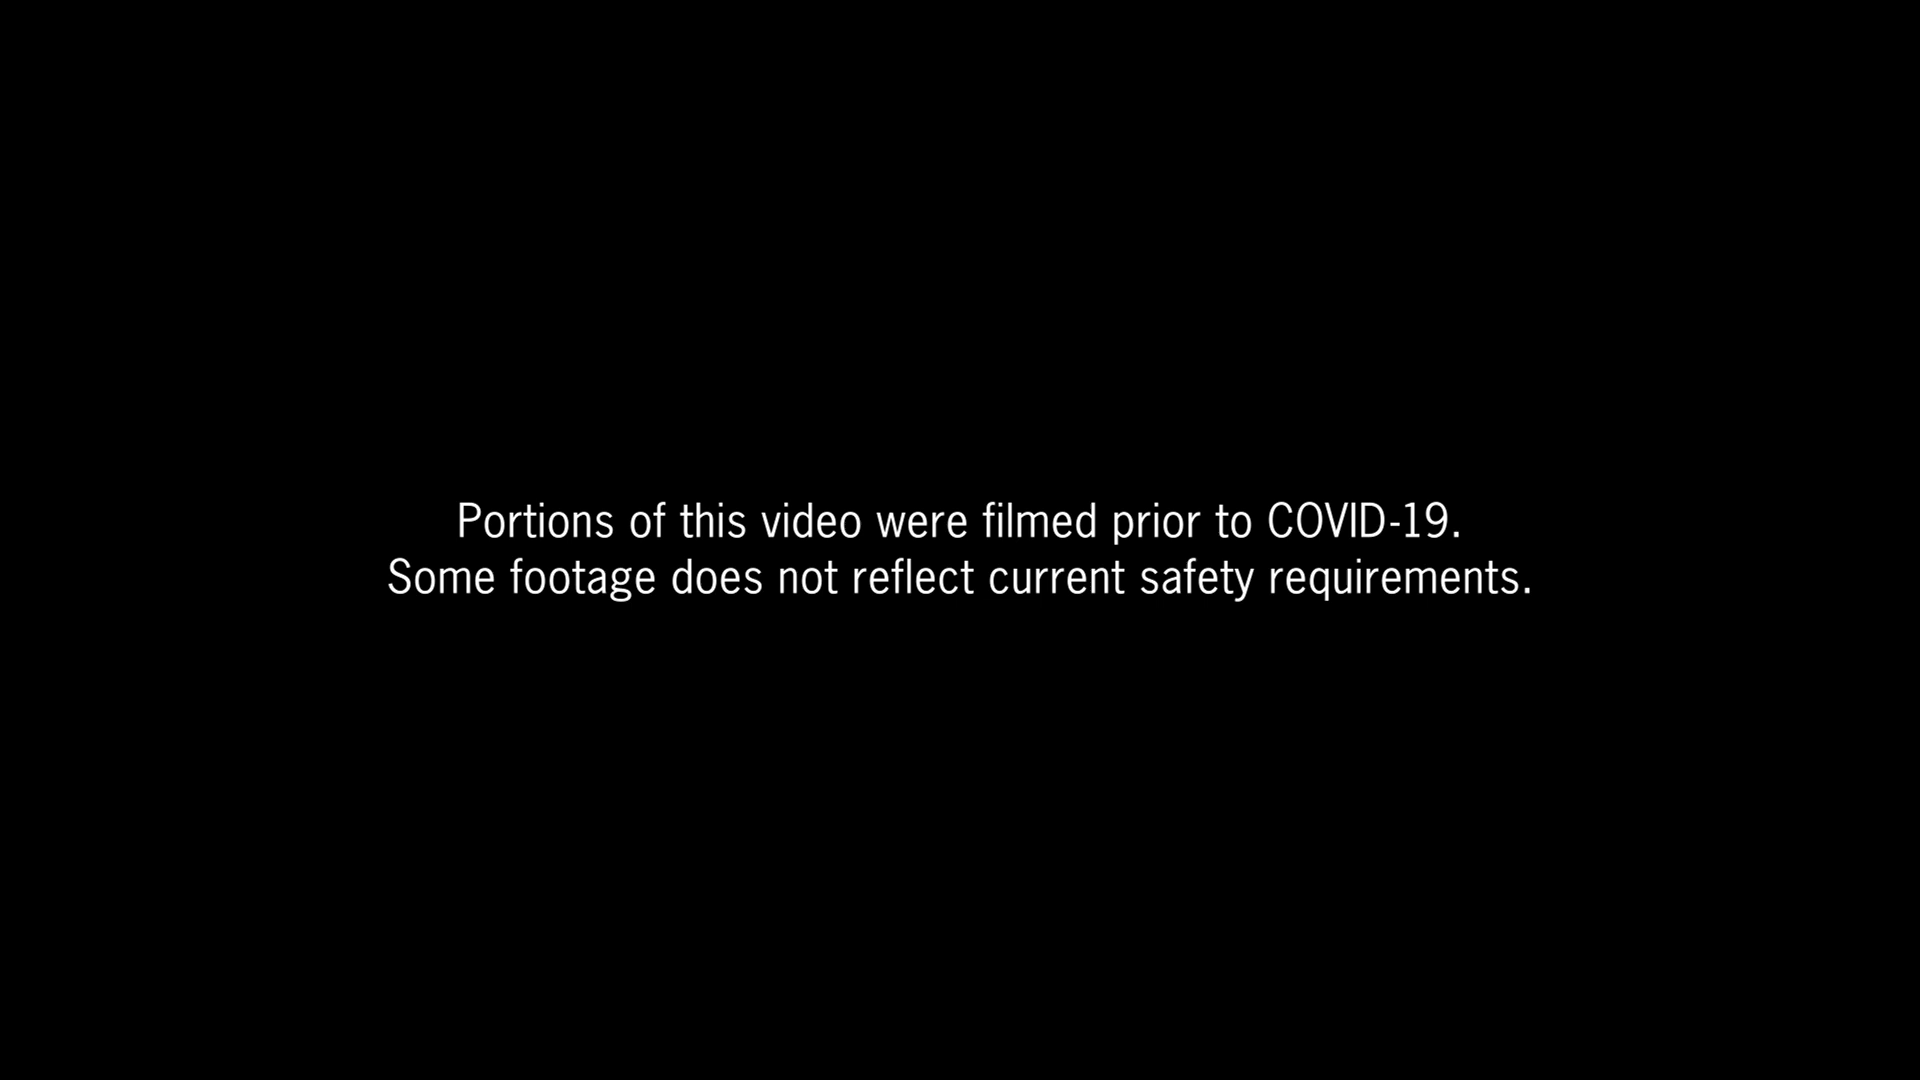 Portions of this video were filmed prior to COVID-19.
Some footage does not reflect current safety requirements.